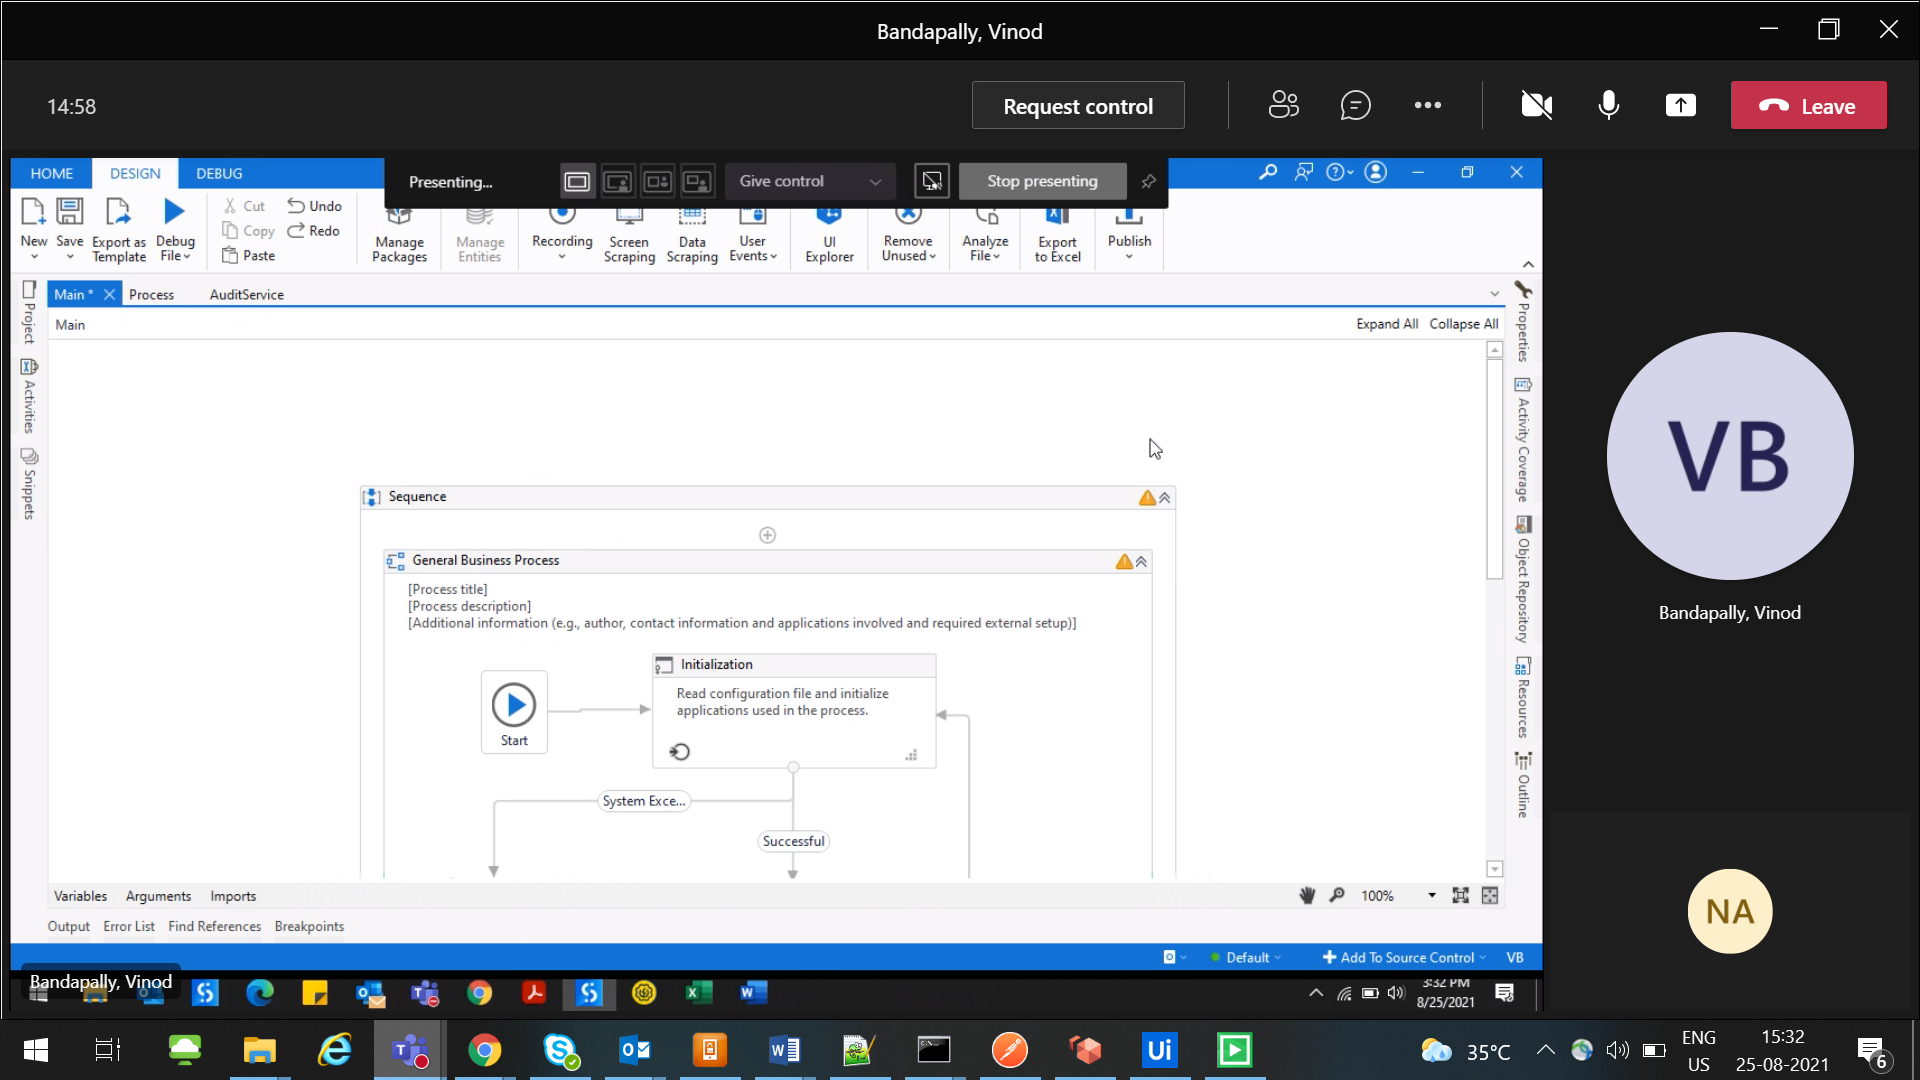 Bandapally, Vinod
14:58
Request control
Leave
HOME DESIGN DEBUG
Presenting...
Give control
Stop presenting
New
Save
Export as Template
Debug File
Cut
Copy
Paste
Undo
Redo
Manage Packages
Manage Entities
Recording
Screen Scraping
Data Scraping
User Events
UI Explorer
Remove Unused
Analyze File
Export to Excel
Publish
Main *
Process
AuditService
Main
Expand All Collapse All
Project
Activities
Snippets
Properties
Activity Coverage
Object Repository
Resources
Outline
Sequence
General Business Process
[Process title]
[Process description]
[Additional information (e.g., author, contact information and applications involved and required external setup)]
Start
Initialization
Read configuration file and initialize
applications used in the process.
System Exce...
Successful
Variables Arguments Imports
100%
Output Error List Find References Breakpoints
Default
Add To Source Control
VB
Bandapally, Vinod
3:32 PM
8/25/2021
VB
Bandapally, Vinod
NA
Ui
35°C
ENG
US
15:32
25-08-2021
6